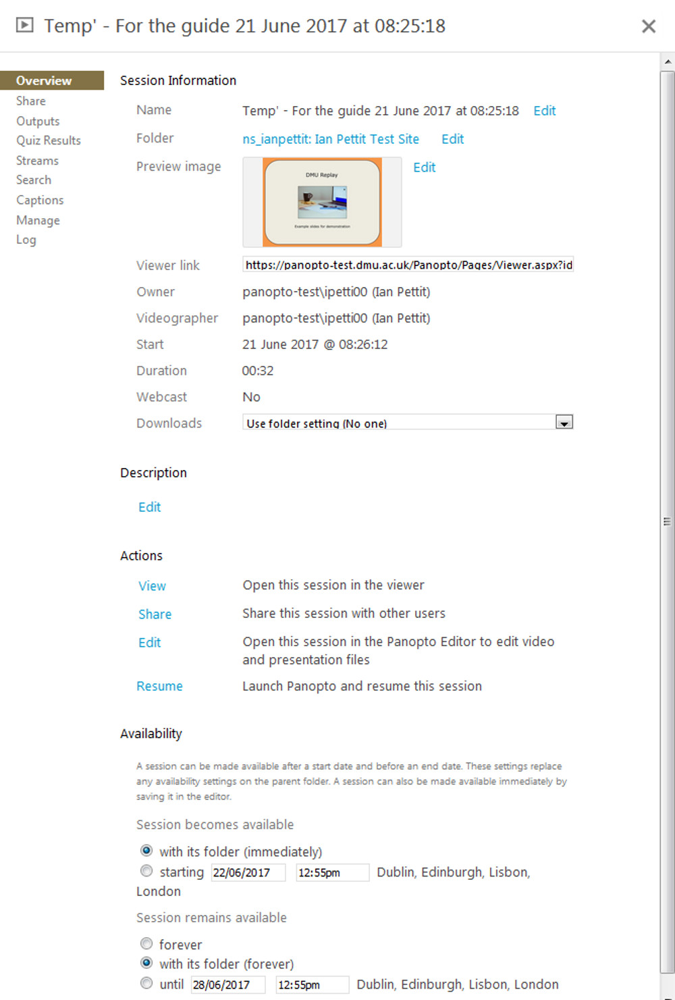 Temp' - For the guide 21 June 2017 at 08:25:18
Overview
Share
Outputs
Quiz Results
Streams
Search
Captions
Manage
Log
Session Information
Name Temp' - For the guide 21 June 2017 at 08:25:18 Edit
Folder ns_ianpettit: Ian Pettit Test Site Edit
Preview image Edit
DMU Replay
Example slides for demonstration
Viewer link https://panopto-test.dmu.ac.uk/Panopto/Pages/Viewer.aspx?id
Owner panopto-test\ipetti00 (Ian Pettit)
Videographer panopto-test\ipetti00 (Ian Pettit)
Start 21 June 2017 @ 08:26:12
Duration 00:32
Webcast No
Downloads Use folder setting (No one)
Description
Edit
Actions
View Open this session in the viewer
Share Share this session with other users
Edit Open this session in the Panopto Editor to edit video
and presentation files
Resume Launch Panopto and resume this session
Availability
A session can be made available after a start date and before an end date. These settings replace
any availability settings on the parent folder. A session can also be made available immediately by
saving it in the editor.
Session becomes available
with its folder (immediately)
starting 22/06/2017 12:55pm Dublin, Edinburgh, Lisbon,
London
Session remains available
forever
with its folder (forever)
until 28/06/2017 12:55pm Dublin, Edinburgh, Lisbon, London